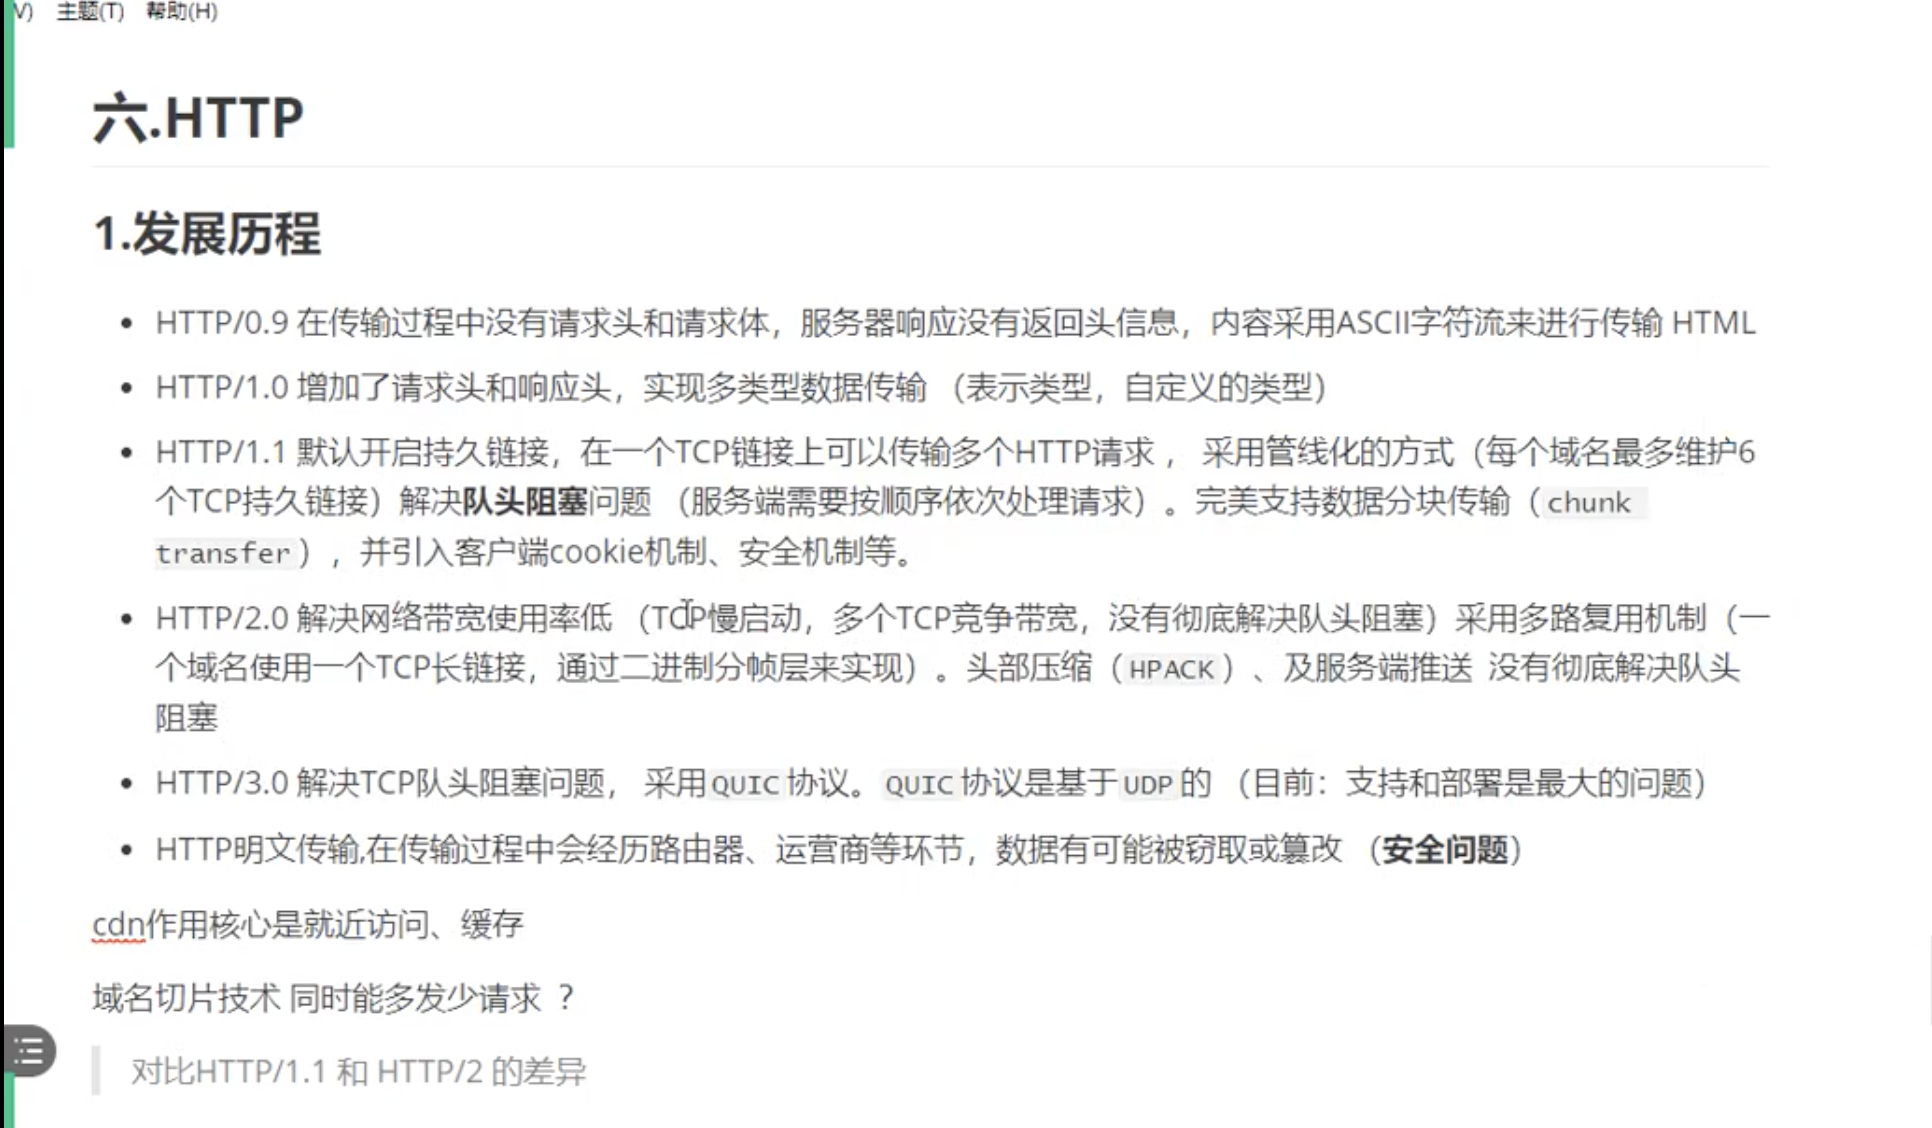 V) 主题(T) 帮助(H)
六.HTTP
1.发展历程
HTTP/0.9 在传输过程中没有请求头和请求体，服务器响应没有返回头信息，内容采用ASCII字符流来进行传输 HTML
HTTP/1.0 增加了请求头和响应头，实现多类型数据传输 （表示类型，自定义的类型）
HTTP/1.1 默认开启持久链接，在一个TCP链接上可以传输多个HTTP请求 ， 采用管线化的方式（每个域名最多维护6
个TCP持久链接）解决队头阻塞问题 （服务端需要按顺序依次处理请求）。完美支持数据分块传输（chunk
transfer），并引入客户端cookie机制、安全机制等。
HTTP/2.0 解决网络带宽使用率低 （TCP慢启动，多个TCP竞争带宽，没有彻底解决队头阻塞）采用多路复用机制（一
个域名使用一个TCP长链接，通过二进制分帧层来实现）。头部压缩（HPACK）、及服务端推送 没有彻底解决队头
阻塞
HTTP/3.0 解决TCP队头阻塞问题， 采用QUIC协议。QUIC协议是基于UDP的 （目前：支持和部署是最大的问题）
HTTP明文传输,在传输过程中会经历路由器、运营商等环节，数据有可能被窃取或篡改 （安全问题）
cdn作用核心是就近访问、缓存
域名切片技术 同时能多发少请求 ？
对比HTTP/1.1 和 HTTP/2 的差异